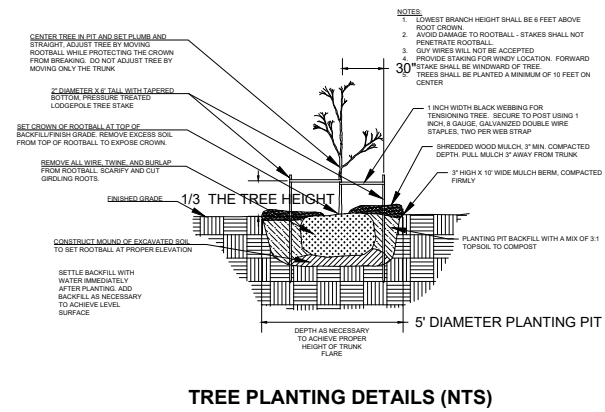 NOTES:
1. LOWEST BRANCH HEIGHT SHALL BE 6 FEET ABOVE
ROOT CROWN.
2. AVOID DAMAGE TO ROOTBALL - STAKES SHALL NOT
PENETRATE ROOTBALL.
3. GUY WIRES WILL NOT BE ACCEPTED
4. PROVIDE STAKING FOR WINDY LOCATION. FORWARD
STAKE SHALL BE WINDWARD OF TREE.
5. TREES SHALL BE PLANTED A MINIMUM OF 10 FEET ON
CENTER
30"
CENTER TREE IN PIT AND SET PLUMB AND
STRAIGHT, ADJUST TREE BY MOVING
ROOTBALL WHILE PROTECTING THE CROWN
FROM BREAKING. DO NOT ADJUST TREE BY
MOVING ONLY THE TRUNK
2" DIAMETER X 6' TALL WITH TAPERED
BOTTOM, PRESSURE TREATED
LODGEPOLE TREE STAKE
SET CROWN OF ROOTBALL AT TOP OF
BACKFILL/FINISH GRADE. REMOVE EXCESS SOIL
FROM TOP OF ROOTBALL TO EXPOSE CROWN.
REMOVE ALL WIRE, TWINE, AND BURLAP
FROM ROOTBALL. SCARIFY AND CUT
GIRDLING ROOTS.
FINISHED GRADE
1/3 THE TREE HEIGHT
CONSTRUCT MOUND OF EXCAVATED SOIL
TO SET ROOTBALL AT PROPER ELEVATION
SETTLE BACKFILL WITH
WATER IMMEDIATELY
AFTER PLANTING. ADD
BACKFILL AS NECESSARY
TO ACHIEVE LEVEL
SURFACE
1 INCH WIDTH BLACK WEBBING FOR
TENSIONING TREE. SECURE TO POST USING 1
INCH, 8 GAUGE, GALVANIZED DOUBLE WIRE
STAPLES, TWO PER WEB STRAP
SHREDDED WOOD MULCH, 3" MIN. COMPACTED
DEPTH. PULL MULCH 3" AWAY FROM TRUNK
3" HIGH X 10' WIDE MULCH BERM, COMPACTED
FIRMLY
PLANTING PIT BACKFILL WITH A MIX OF 3:1
TOPSOIL TO COMPOST
5' DIAMETER PLANTING PIT
DEPTH AS NECESSARY
TO ACHIEVE PROPER
HEIGHT OF TRUNK
FLARE
TREE PLANTING DETAILS (NTS)